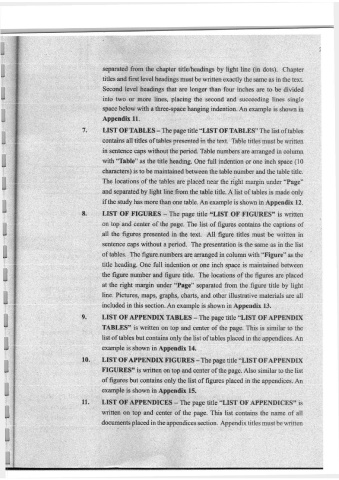 separated from the chapter title/headings by light line (in dots). Chapter
titles and first level headings must be written exactly the same as in the text.
Second level headings that are longer than four inches are to be divided
into two or more lines, placing the second and succeeding lines single
space below with a three-space hanging indention. An example is shown in
Appendix 11.
7. LIST OF TABLES – The page title "LIST OF TABLES" The list of tables
contains all titles of tables presented in the text. Table titles must be written
in sentence caps without the period. Table numbers are arranged in column
with "Table" as the title heading. One full indention or one inch space (10
characters) is to be maintained between the table number and the table title.
The locations of the tables are placed near the right margin under "Page"
and separated by light line from the table title. A list of tables is made only
if the study has more than one table. An example is shown in Appendix 12.
8. LIST OF FIGURES – The page title "LIST OF FIGURES" is written
on top and center of the page. The list of figures contains the captions of
all the figures presented in the text. All figure titles must be written in
sentence caps without a period. The presentation is the same as in the list
of tables. The figure numbers are arranged in column with "Figure" as the
title heading. One full indention or one inch space is maintained between
the figure number and figure title. The locations of the figures are placed
at the right margin under "Page" separated from the figure title by light
line. Pictures, maps, graphs, charts, and other illustrative materials are all
included in this section. An example is shown in Appendix 13.
9. LIST OF APPENDIX TABLES – The page title "LIST OF APPENDIX
TABLES" is written on top and center of the page. This is similar to the
list of tables but contains only the list of tables placed in the appendices. An
example is shown in Appendix 14.
10. LIST OF APPENDIX FIGURES – The page title "LIST OF APPENDIX
FIGURES" is written on top and center of the page. Also similar to the list
of figures but contains only the list of figures placed in the appendices. An
example is shown in Appendix 15.
11. LIST OF APPENDICES – The page title "LIST OF APPENDICES" is
written on top and center of the page. This list contains the name of all
documents placed in the appendices section. Appendix titles must be written